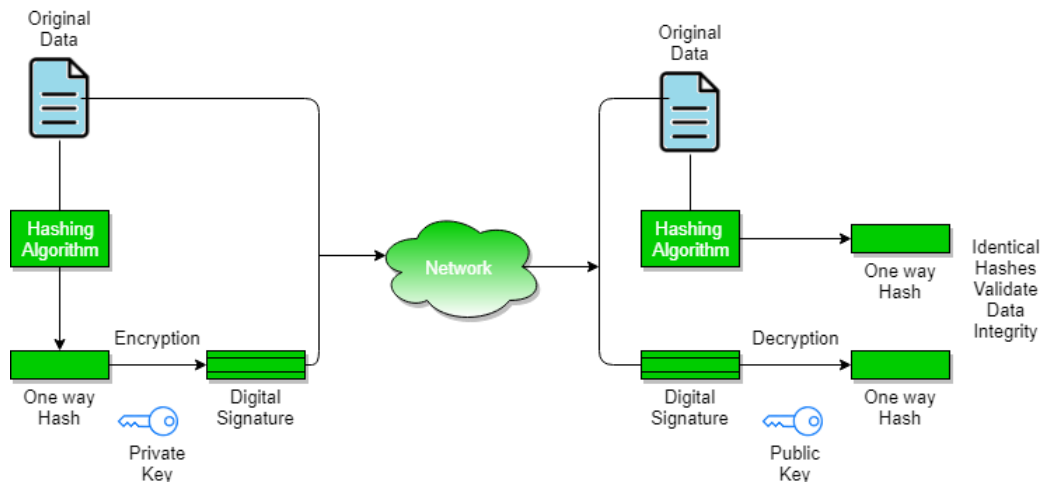 Original
Data
Hashing
Algorithm
One way
Hash
Encryption
Private
Key
Digital
Signature
Network
Original
Data
Hashing
Algorithm
One way
Hash
Identical
Hashes
Validate
Data
Integrity
Digital
Signature
Decryption
Public
Key
One way
Hash